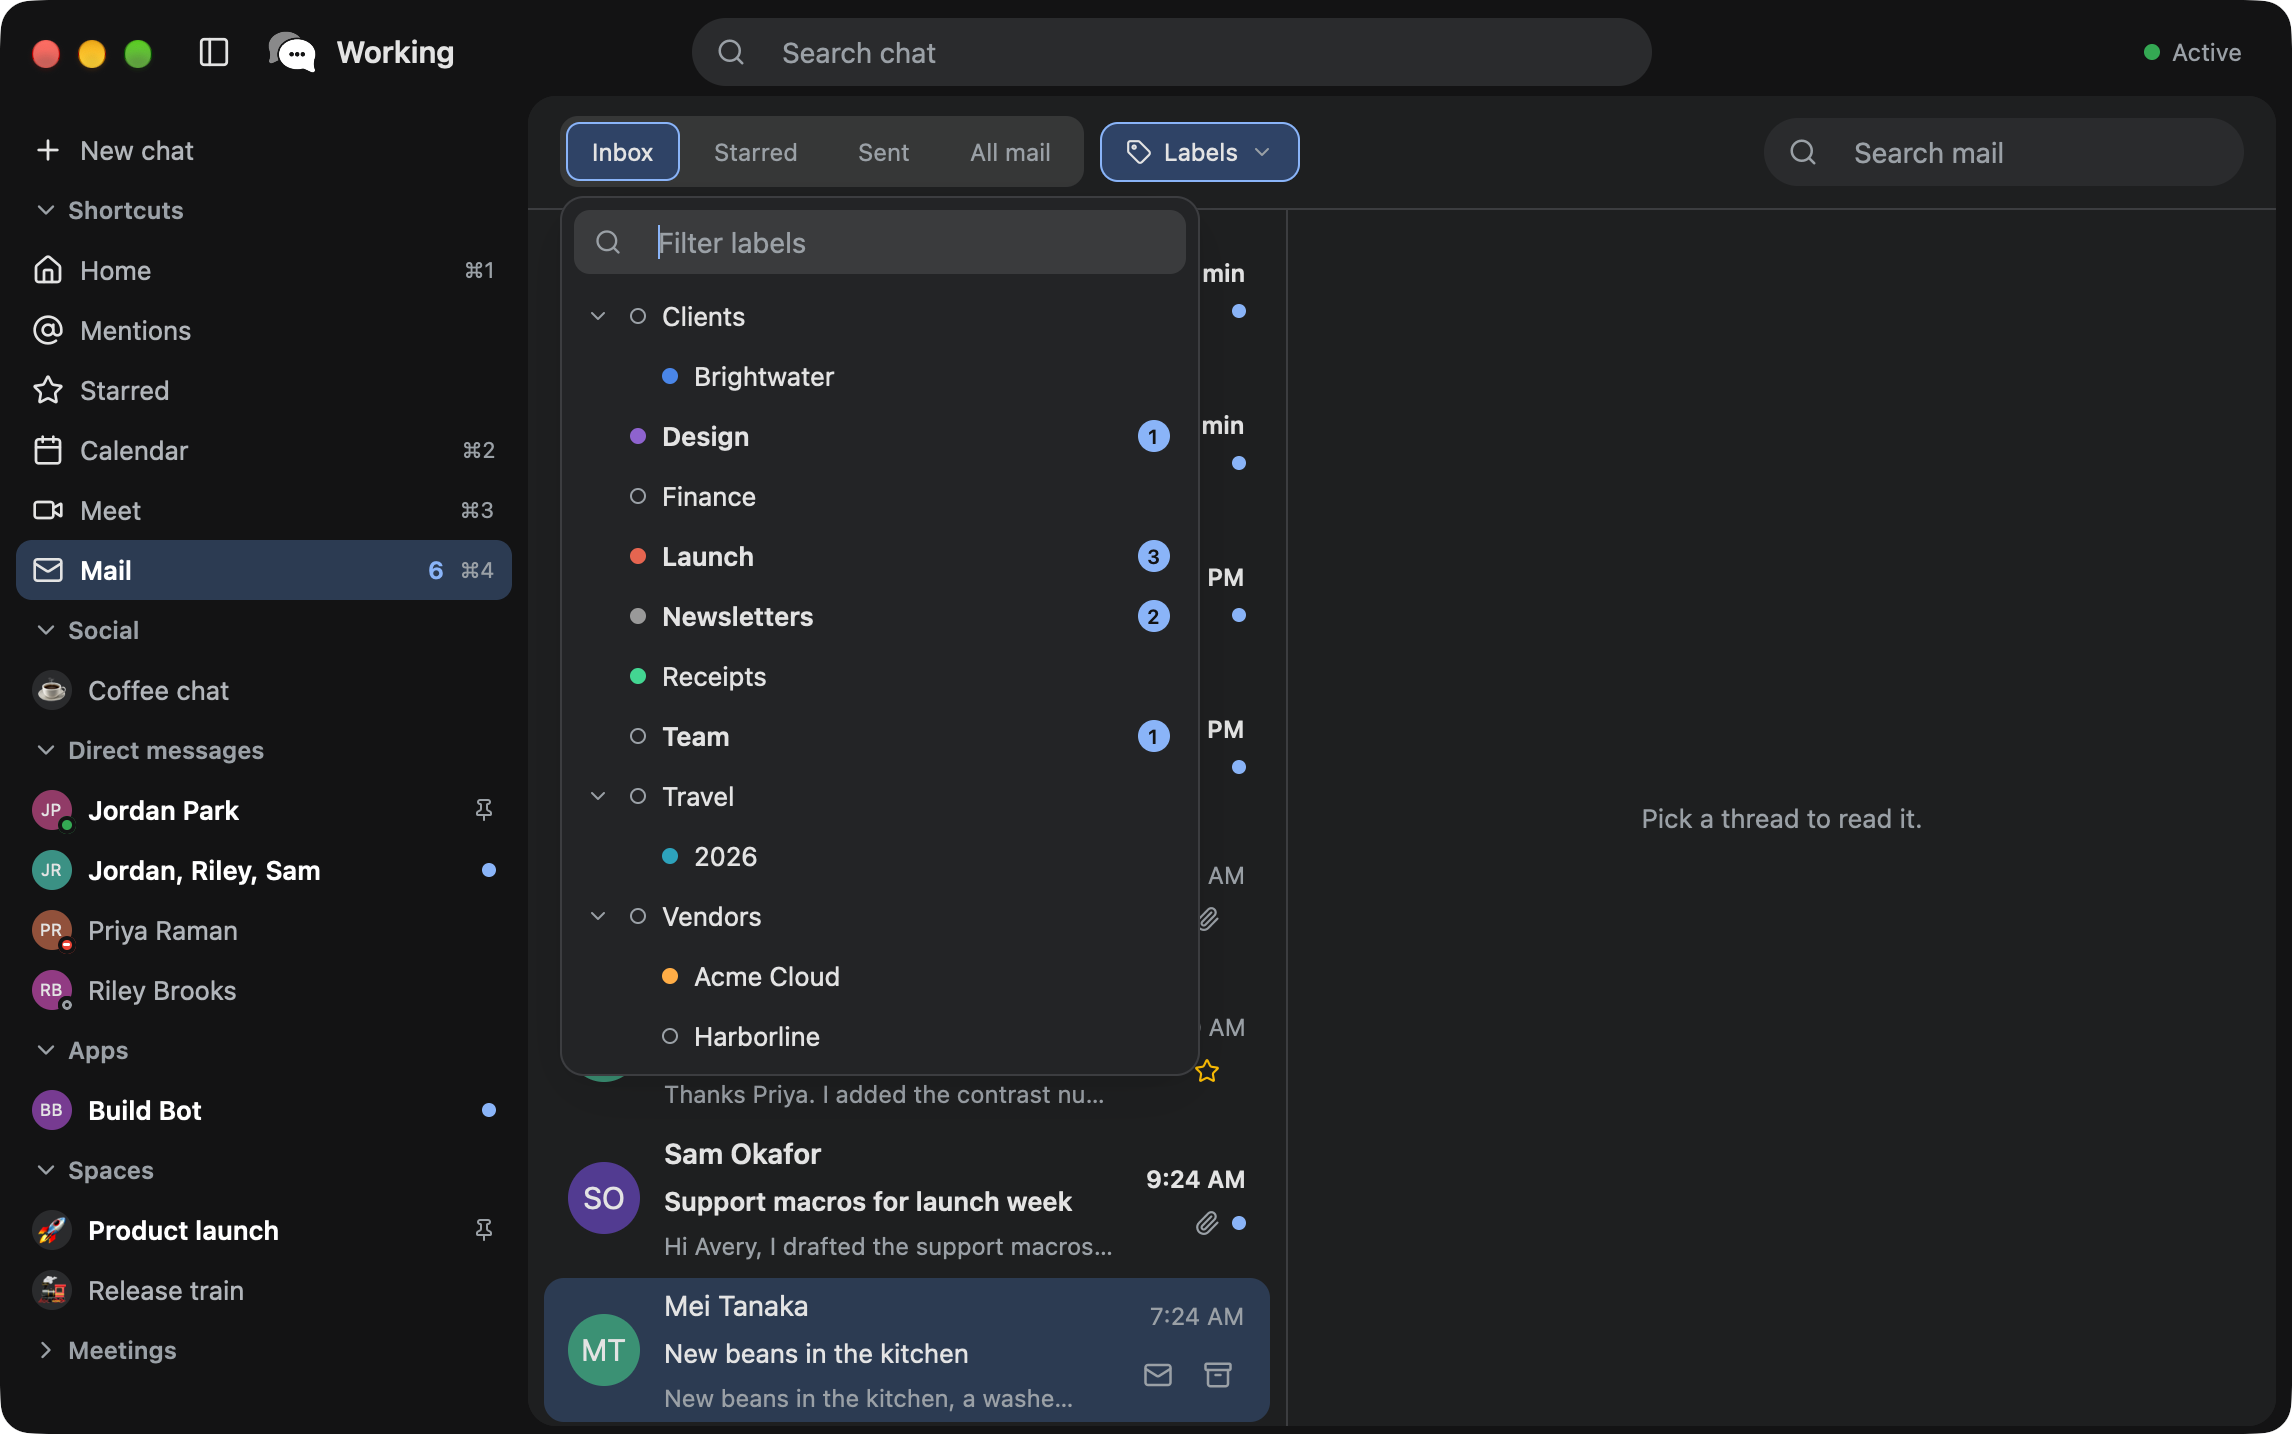 Working
Search chat
Active
New chat
Shortcuts
Home ⌘1
Mentions
Starred
Calendar ⌘2
Meet ⌘3
Mail 6 ⌘4
Social
Coffee chat
Direct messages
JP Jordan Park
JR Jordan, Riley, Sam
PR Priya Raman
RB Riley Brooks
Apps
BB Build Bot
Spaces
Product launch
Release train
Meetings
Inbox Starred Sent All mail Labels
Search mail
Filter labels
Clients
Brightwater
Design 1
Finance
Launch 3
Newsletters 2
Receipts
Team 1
Travel
2026
Vendors
Acme Cloud
Harborline
min
min
PM
PM
AM
AM
Thanks Priya. I added the contrast nu...
SO
Sam Okafor
9:24 AM
Support macros for launch week
Hi Avery, I drafted the support macros...
MT
Mei Tanaka
7:24 AM
New beans in the kitchen
New beans in the kitchen, a washe...
Pick a thread to read it.